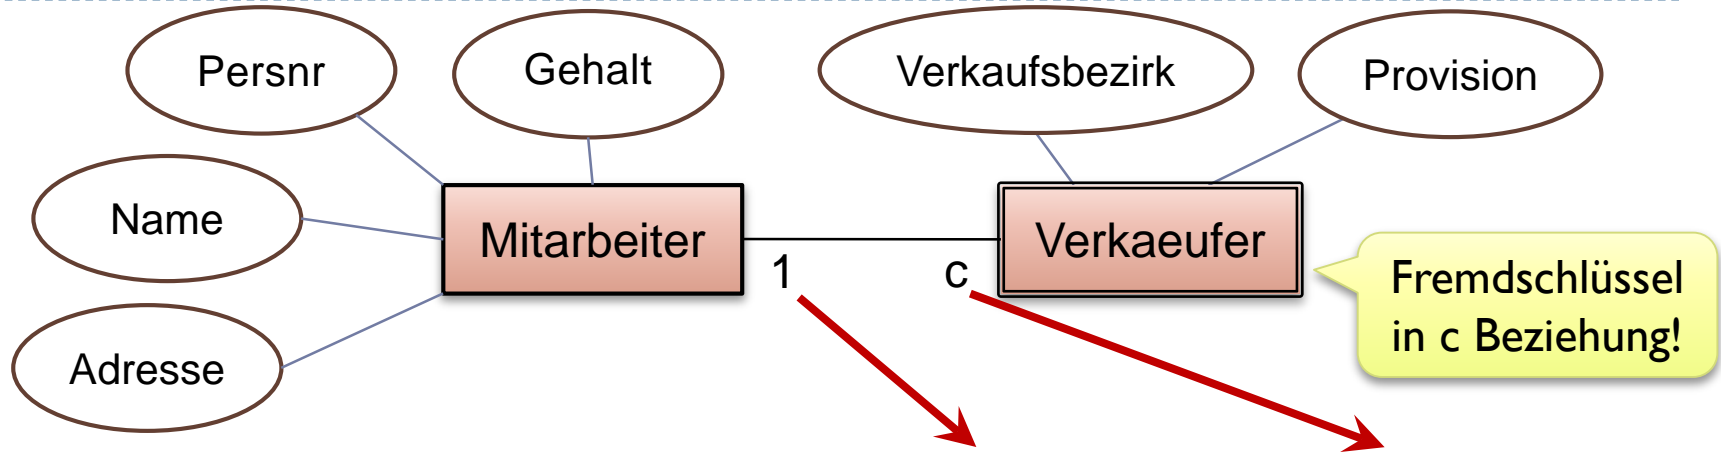 Persnr
Gehalt
Verkaufsbezirk
Provision
Name
Mitarbeiter
Verkaeufer
1
c
Fremdschlüssel
in c Beziehung!
Adresse